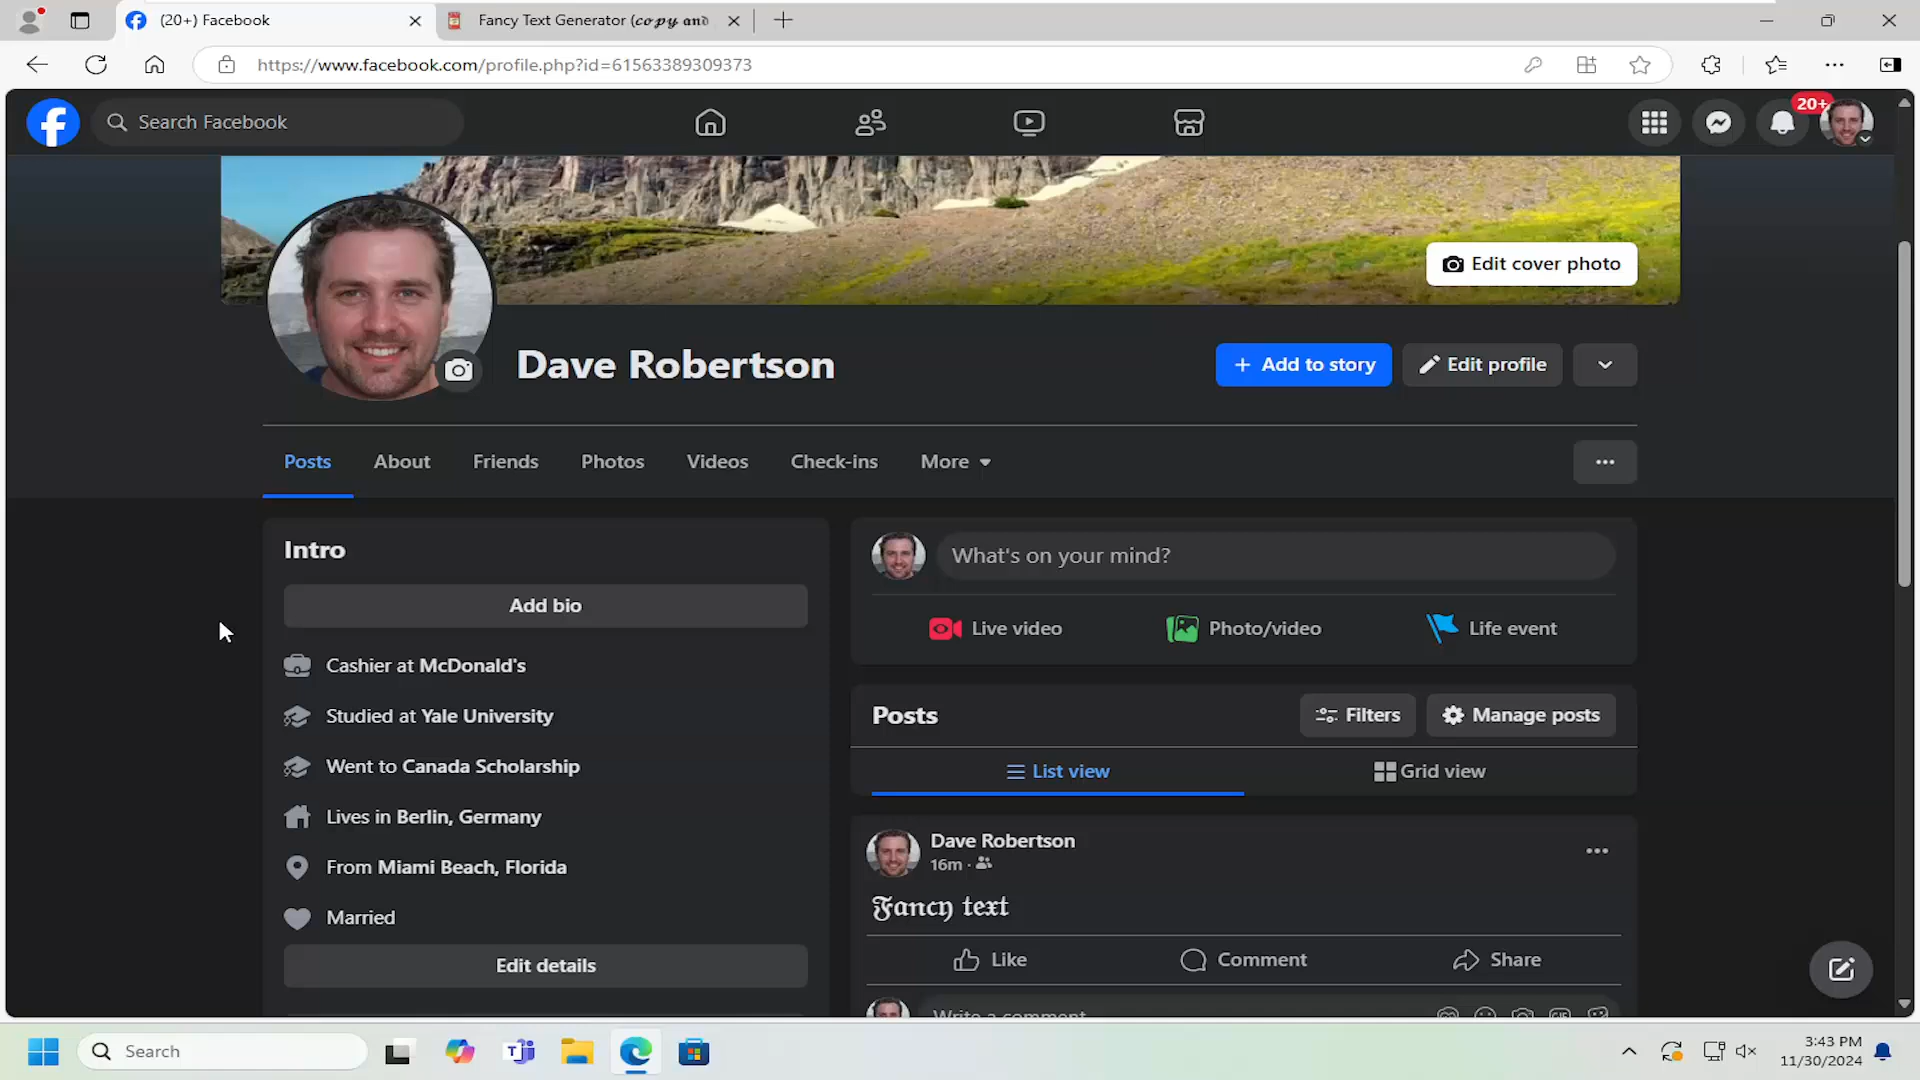 (20+) Facebook
Fancy Text Generator (𝓬𝓸𝓹𝔂 𝖆𝖓𝖉
https://www.facebook.com/profile.php?id=61563389309373
Search Facebook
20+
Edit cover photo
Dave Robertson
Add to story
Edit profile
Posts
About
Friends
Photos
Videos
Check-ins
More
Intro
Add bio
Cashier at McDonald's
Studied at Yale University
Went to Canada Scholarship
Lives in Berlin, Germany
From Miami Beach, Florida
Married
Edit details
What's on your mind?
Live video
Photo/video
Life event
Posts
Filters
Manage posts
List view
Grid view
Dave Robertson
16m ·
𝕱𝖆𝖓𝖈𝖞 𝖙𝖊𝖝𝖙
Like
Comment
Share
Write a comment
Search
3:43 PM
11/30/2024